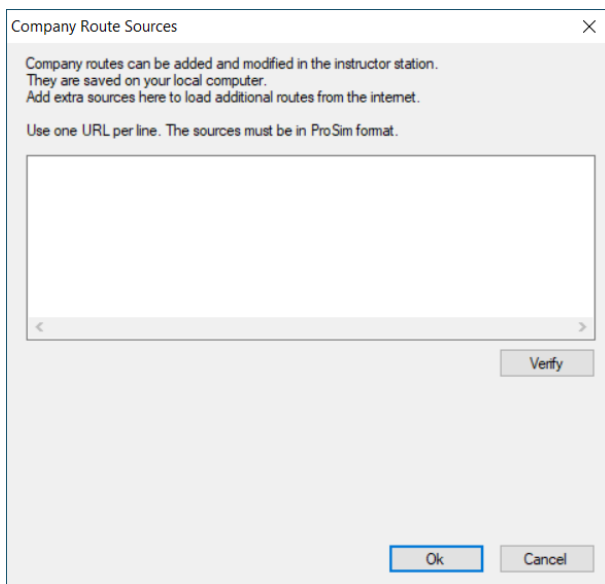 Company Route Sources
Company routes can be added and modified in the instructor station.
They are saved on your local computer.
Add extra sources here to load additional routes from the internet.
Use one URL per line. The sources must be in ProSim format.
Verify
Ok
Cancel